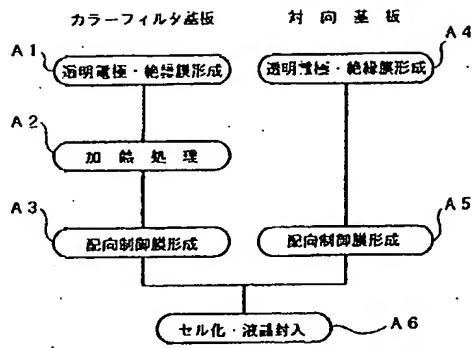 カラーフィルタ基板
対向基板
A1
透明電極・絶縁膜形成
A4
透明電極・絶縁膜形成
A2
加熱処理
A3
配向制御膜形成
A5
配向制御膜形成
セル化・液晶封入
A6